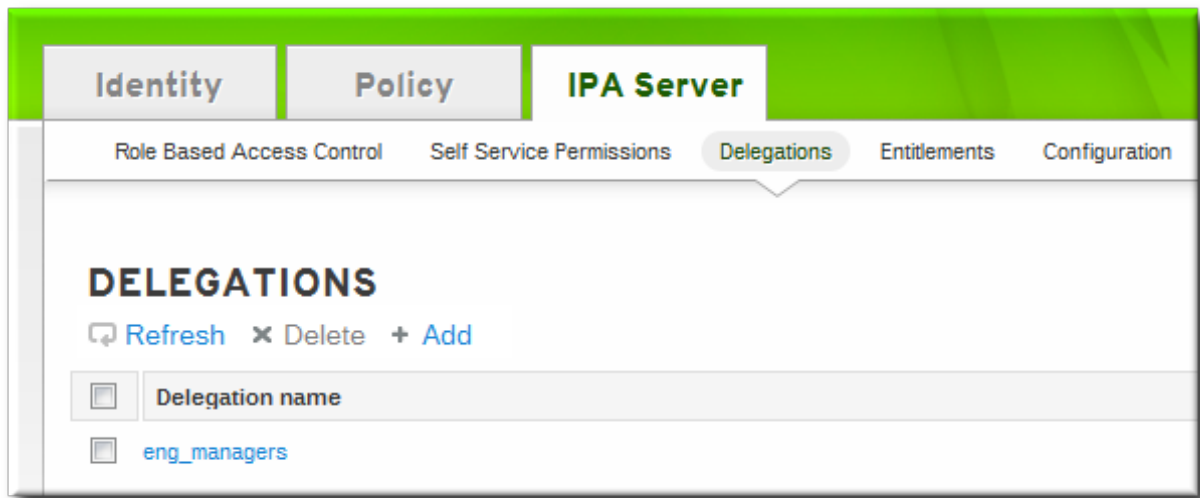 Identity Policy IPA Server
Role Based Access Control Self Service Permissions Delegations Entitlements Configuration
DELEGATIONS
Refresh Delete + Add
Delegation name
eng_managers